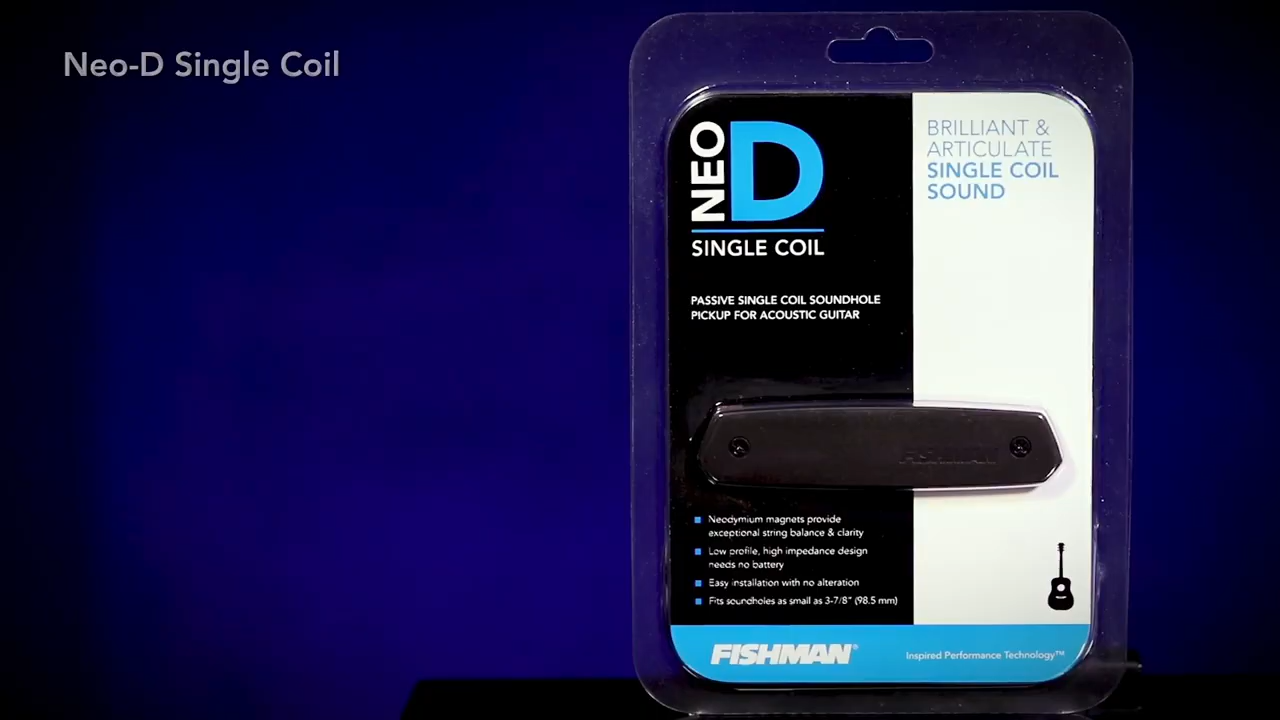 Neo-D Single Coil
NEO D
SINGLE COIL
PASSIVE SINGLE COIL SOUNDHOLE
PICKUP FOR ACOUSTIC GUITAR
BRILLIANT &
ARTICULATE
SINGLE COIL
SOUND
FISHMAN
Neodymium magnets provide
exceptional string balance & clarity
Low profile, high impedance design
needs no battery
Easy installation with no alteration
Fits soundholes as small as 3-7/8" (98.5 mm)
FISHMAN®
Inspired Performance Technology™